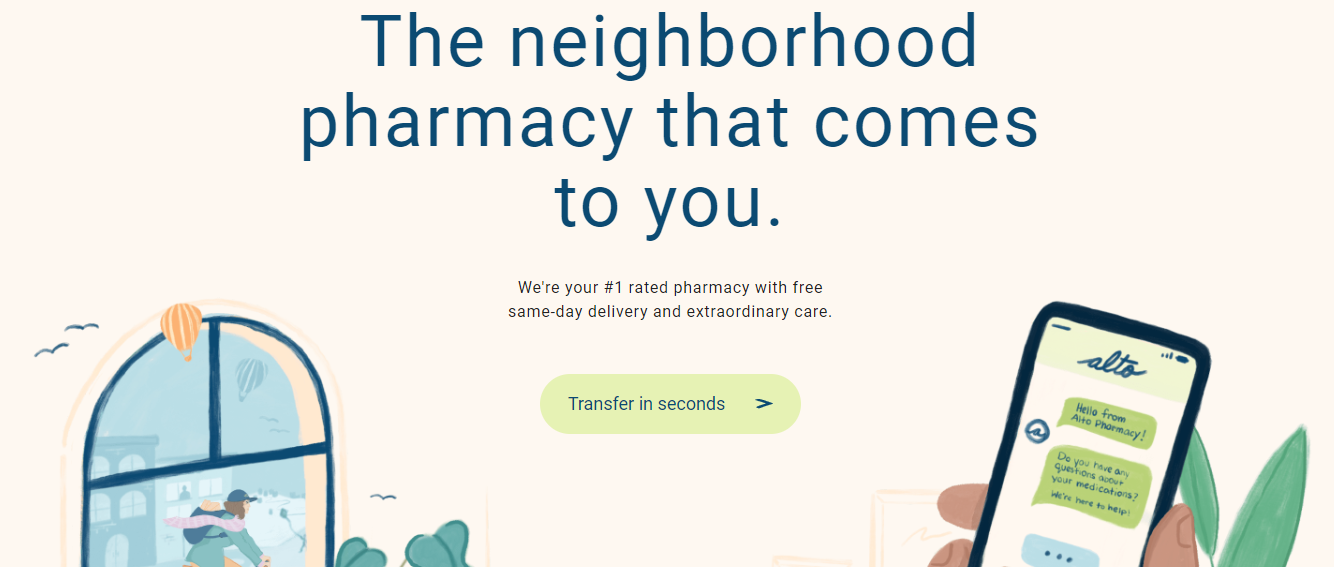 The neighborhood
pharmacy that comes
to you.
We're your #1 rated pharmacy with free
same-day delivery and extraordinary care.
Transfer in seconds
alto
Hello from
Alto Pharmacy!
Do you have any
questions about
your medications?
We're here to help!
a